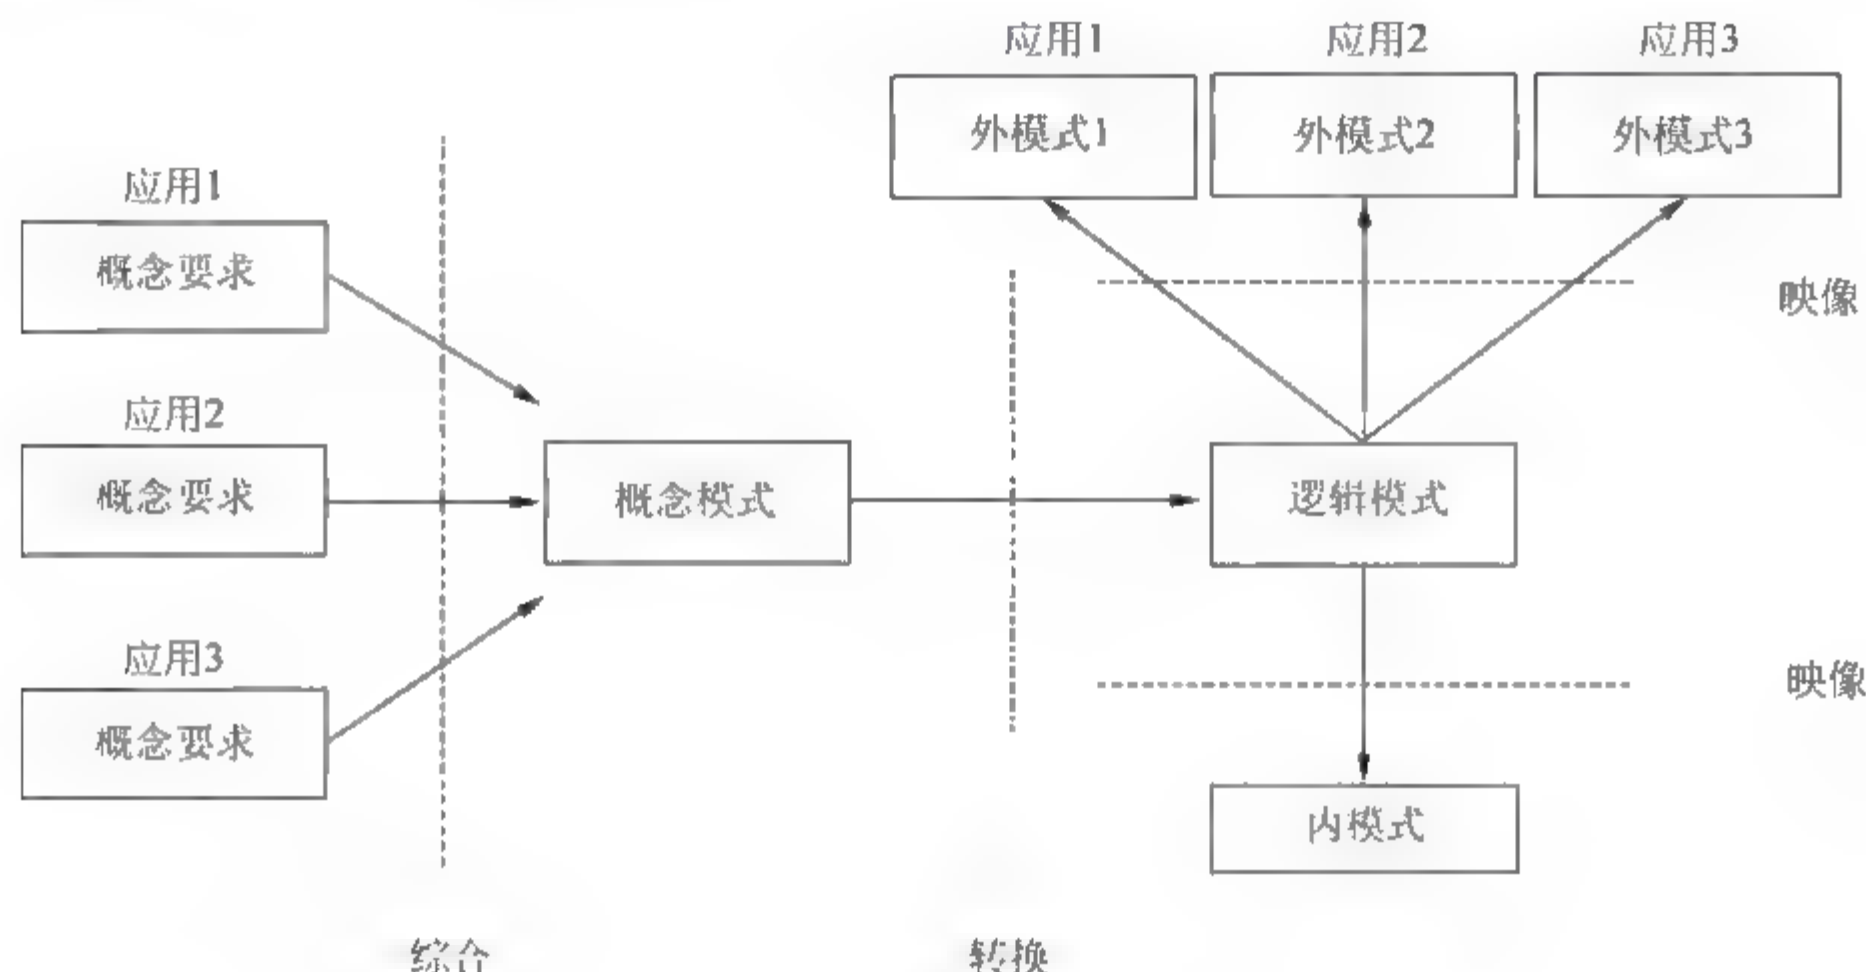 应用1
应用2
应用3
外模式1
外模式2
外模式3
应用1
概念要求
映像
应用2
概念要求
概念模式
逻辑模式
应用3
概念要求
映像
内模式
综合
转换